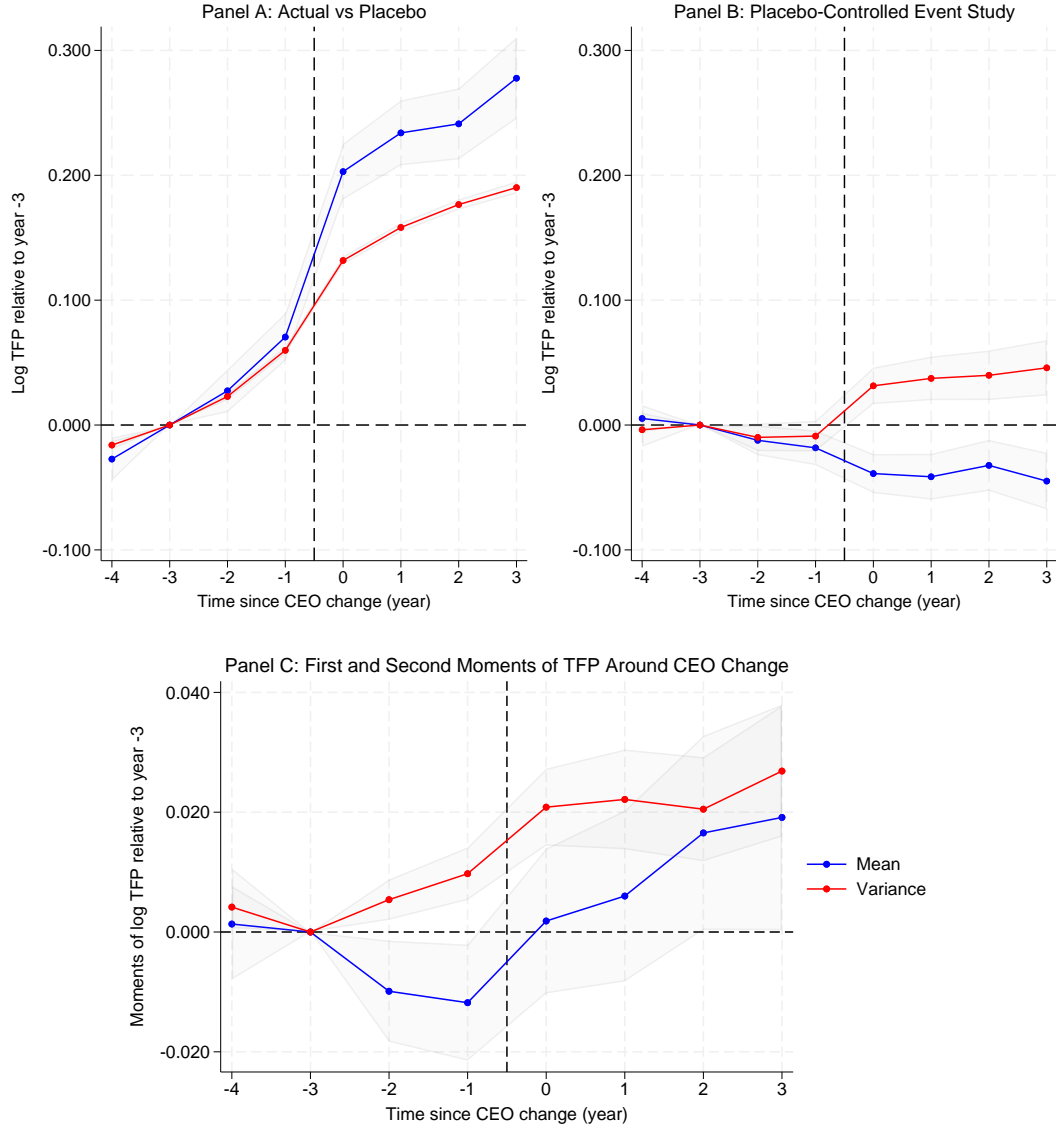 Panel A: Actual vs Placebo
Log TFP relative to year -3
0.300
0.200
0.100
0.000
-0.100
-4 -3 -2 -1 0 1 2 3
Time since CEO change (year)
Panel B: Placebo-Controlled Event Study
Log TFP relative to year -3
0.300
0.200
0.100
0.000
-0.100
-4 -3 -2 -1 0 1 2 3
Time since CEO change (year)
Panel C: First and Second Moments of TFP Around CEO Change
Moments of log TFP relative to year -3
0.040
0.020
0.000
-0.020
-4 -3 -2 -1 0 1 2 3
Time since CEO change (year)
Mean
Variance